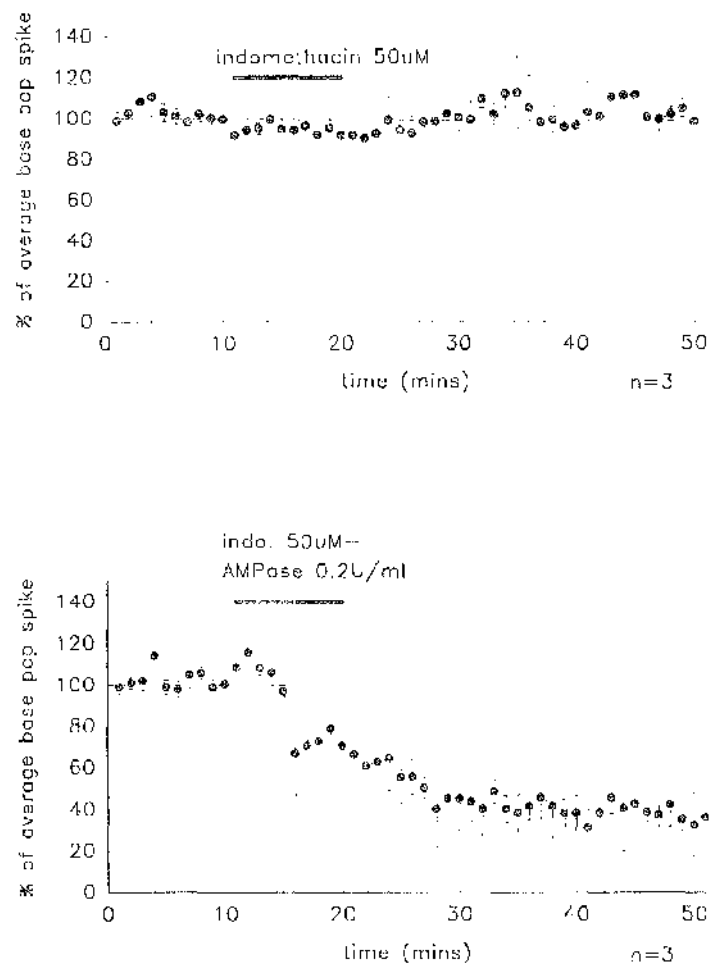 140
indomethacin 50uM
120
100
80
60
40
20
0
% of average base pop spike
0 10 20 30 40 50
time (mins)
n=3
indo. 50uM-
AMPase 0.2U/ml
140
120
100
80
60
40
20
0
% of average base pop spike
0 10 20 30 40 50
time (mins)
n=3